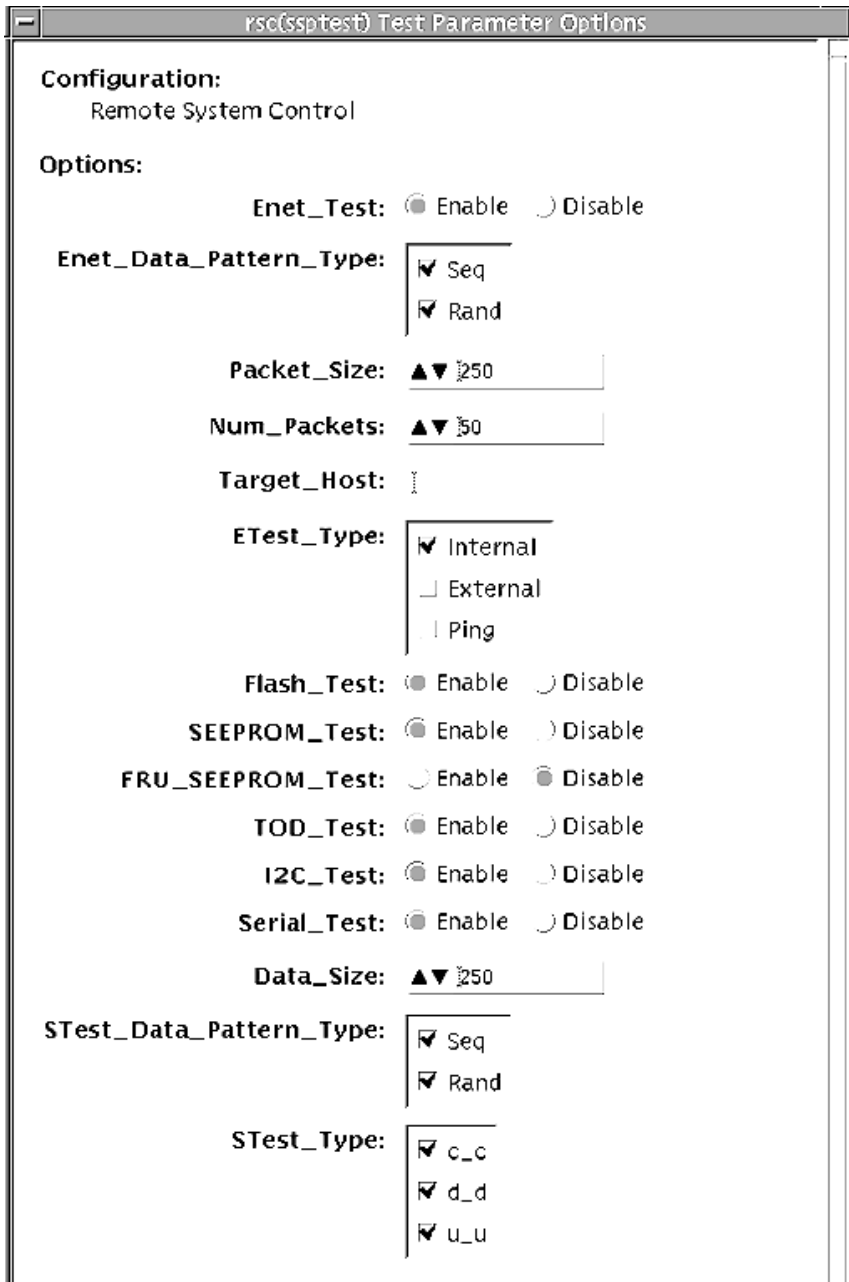 rsc(ssptest) Test Parameter Options
Configuration:
Remote System Control
Options:
Enet_Test: Enable Disable
Enet_Data_Pattern_Type: Seq
Rand
Packet_Size: 250
Num_Packets: 50
Target_Host:
ETest_Type: Internal
External
Ping
Flash_Test: Enable Disable
SEEPROM_Test: Enable Disable
FRU_SEEPROM_Test: Enable Disable
TOD_Test: Enable Disable
I2C_Test: Enable Disable
Serial_Test: Enable Disable
Data_Size: 250
STest_Data_Pattern_Type: Seq
Rand
STest_Type: c_c
d_d
u_u